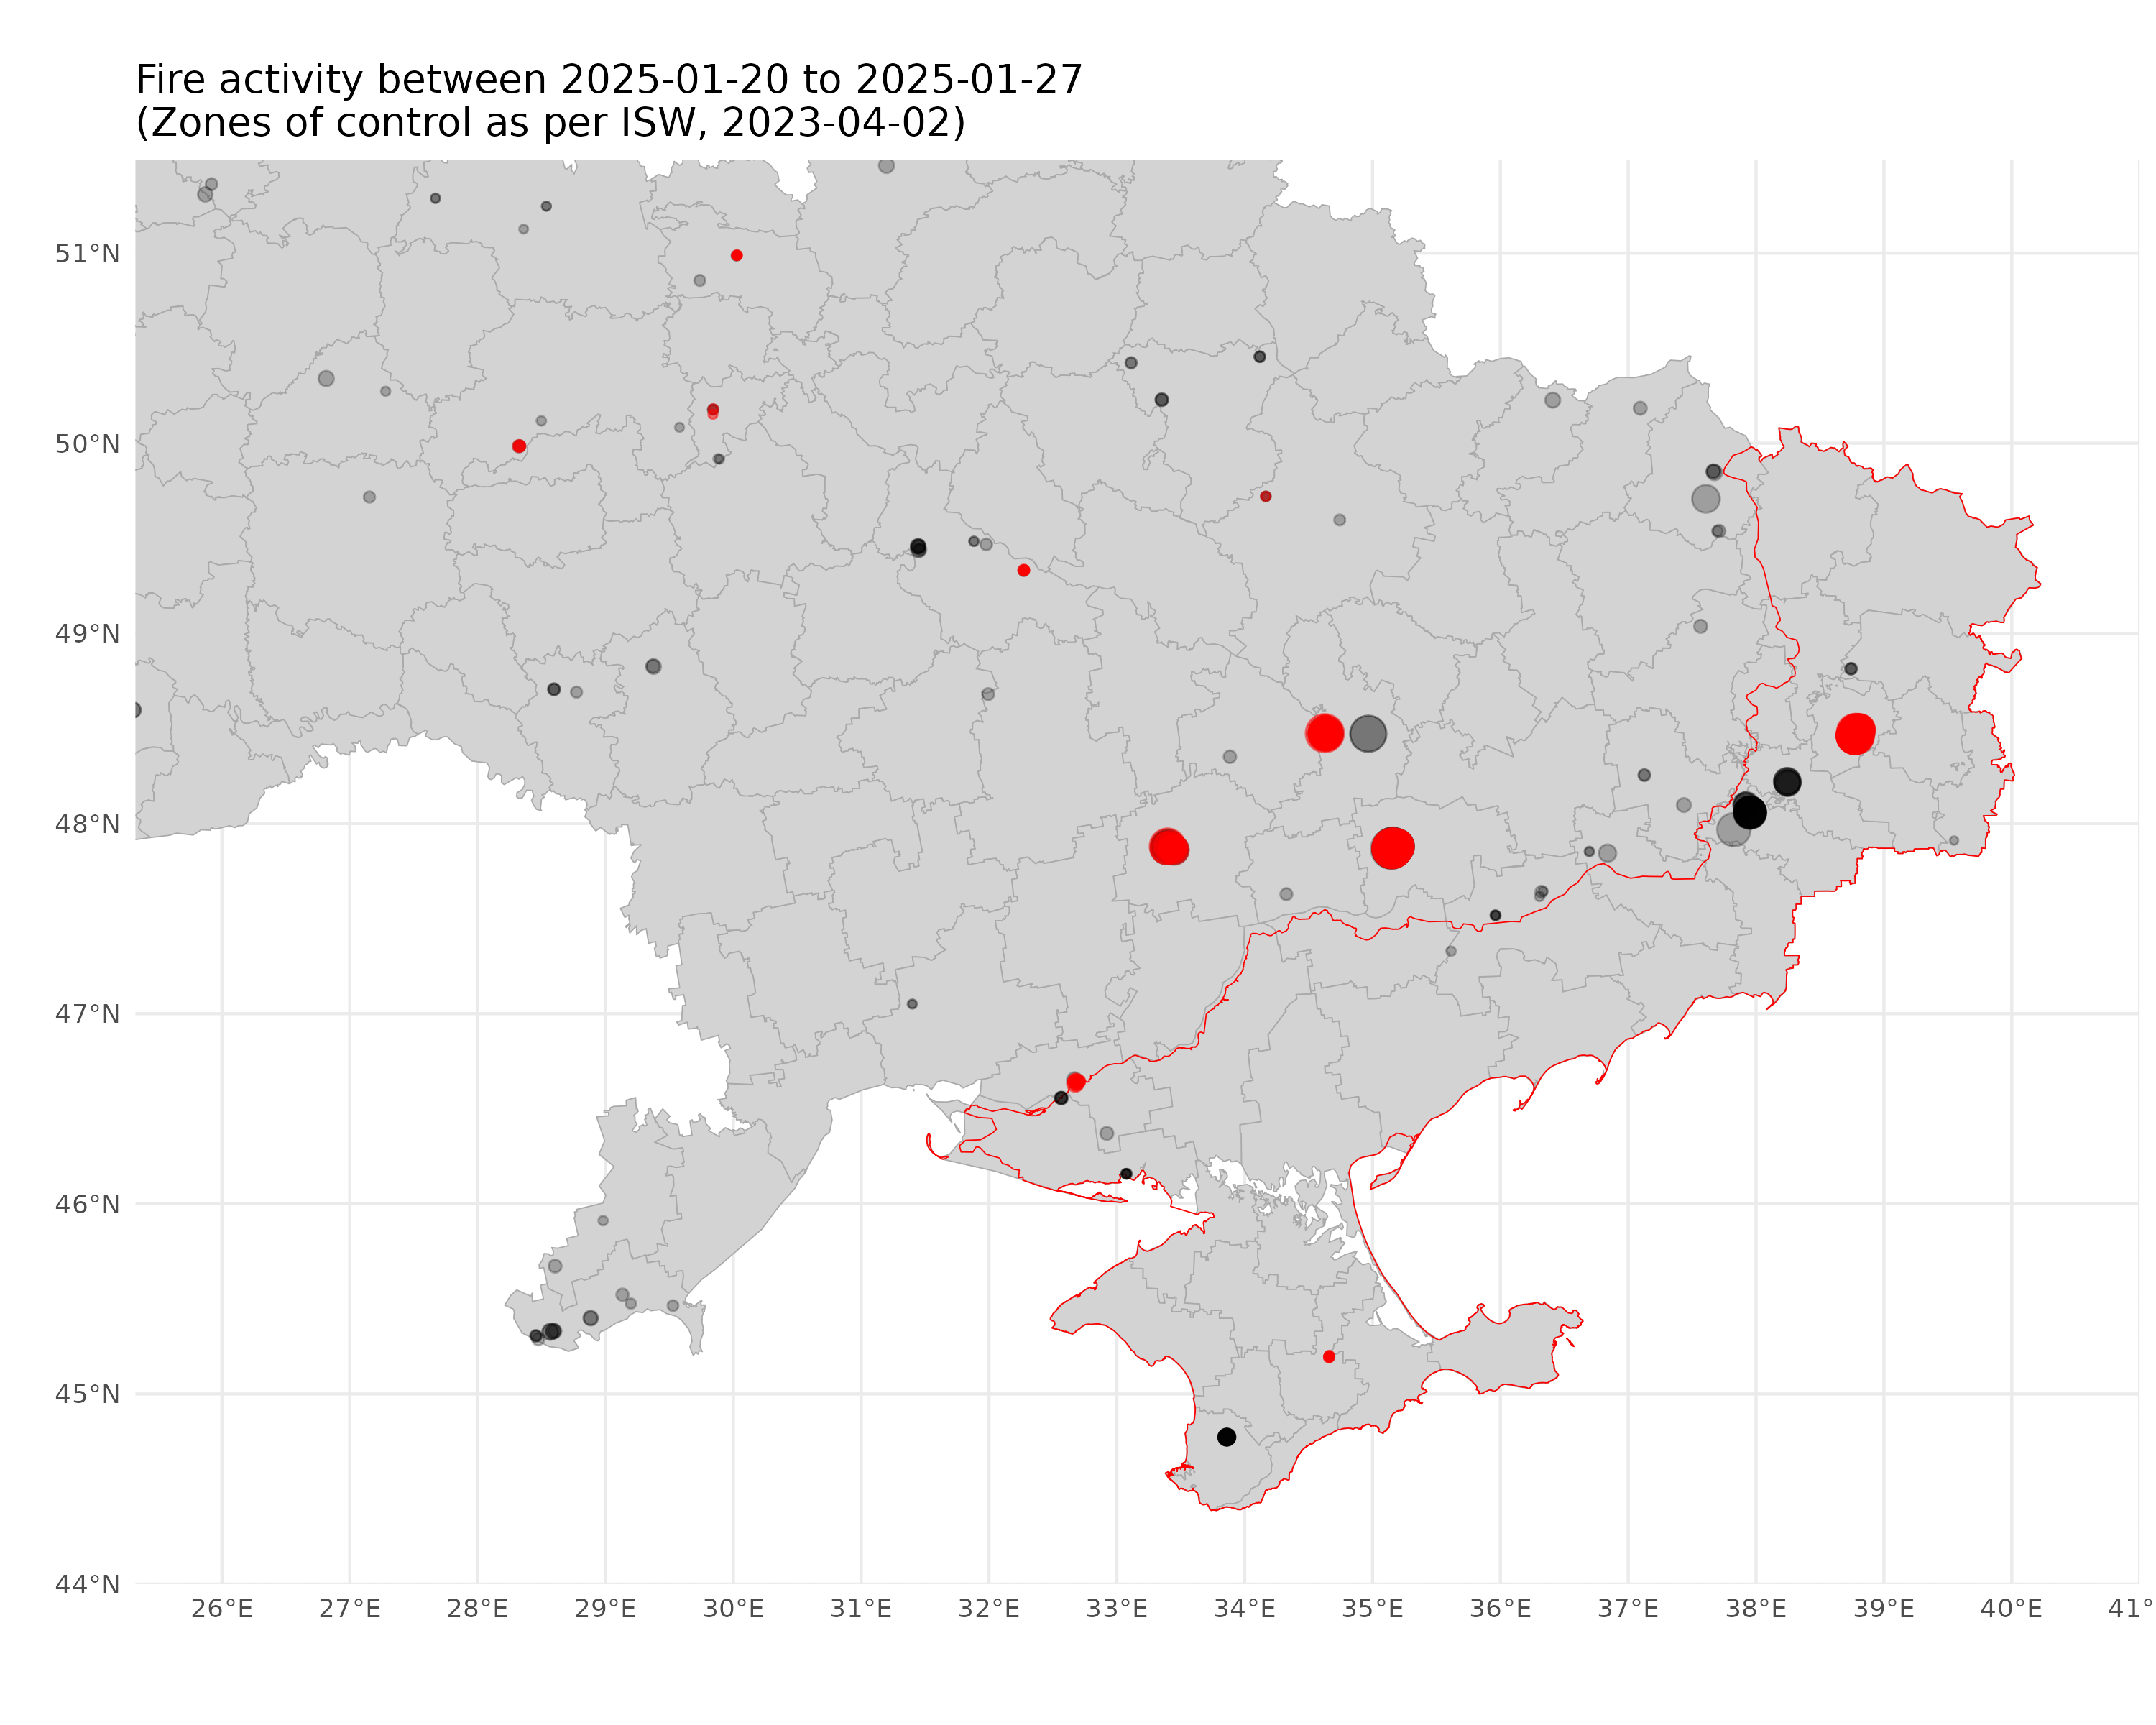 Fire activity between 2025-01-20 to 2025-01-27
(Zones of control as per ISW, 2023-04-02)
51°N
50°N
49°N
48°N
47°N
46°N
45°N
44°N
26°E 27°E 28°E 29°E 30°E 31°E 32°E 33°E 34°E 35°E 36°E 37°E 38°E 39°E 40°E 41°